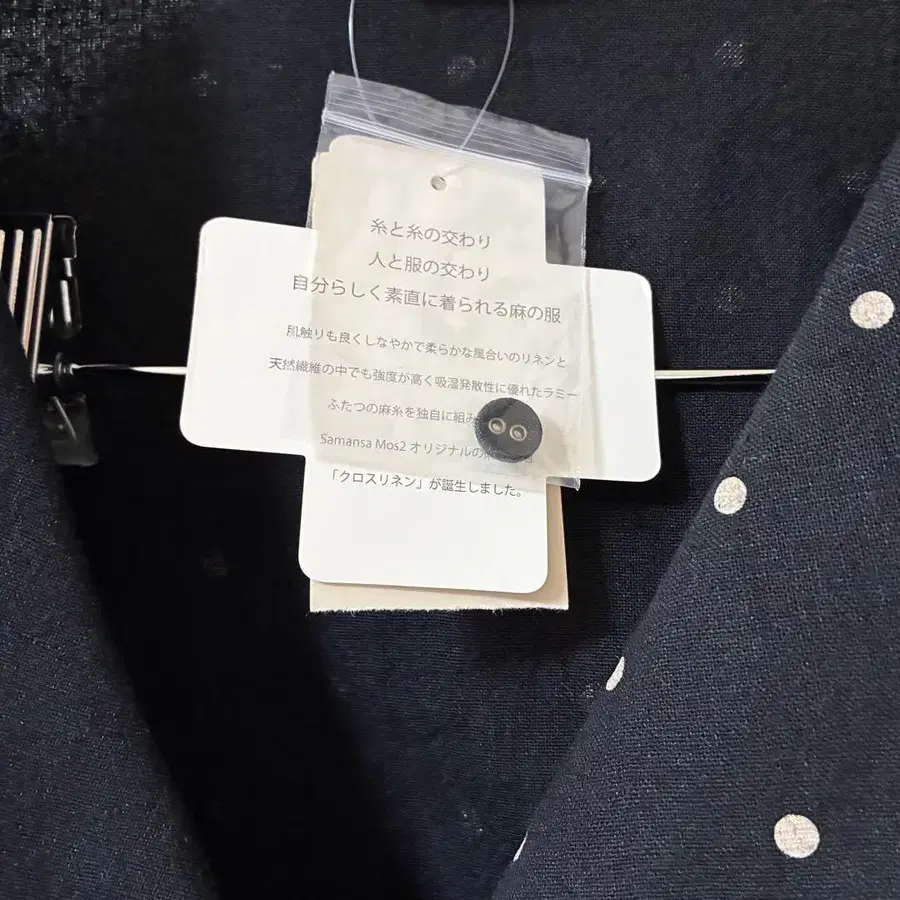 糸と糸の交わり
人と服の交わり
自分らしく素直に着られる麻の服
肌触りも良くしなやかで柔らかな風合いのリネンと
天然繊維の中でも強度が高く吸湿発散性に優れたラミー
ふたつの麻糸を独自に組み
Samansa Mos2 オリジナルの
「クロスリネン」が誕生しました。